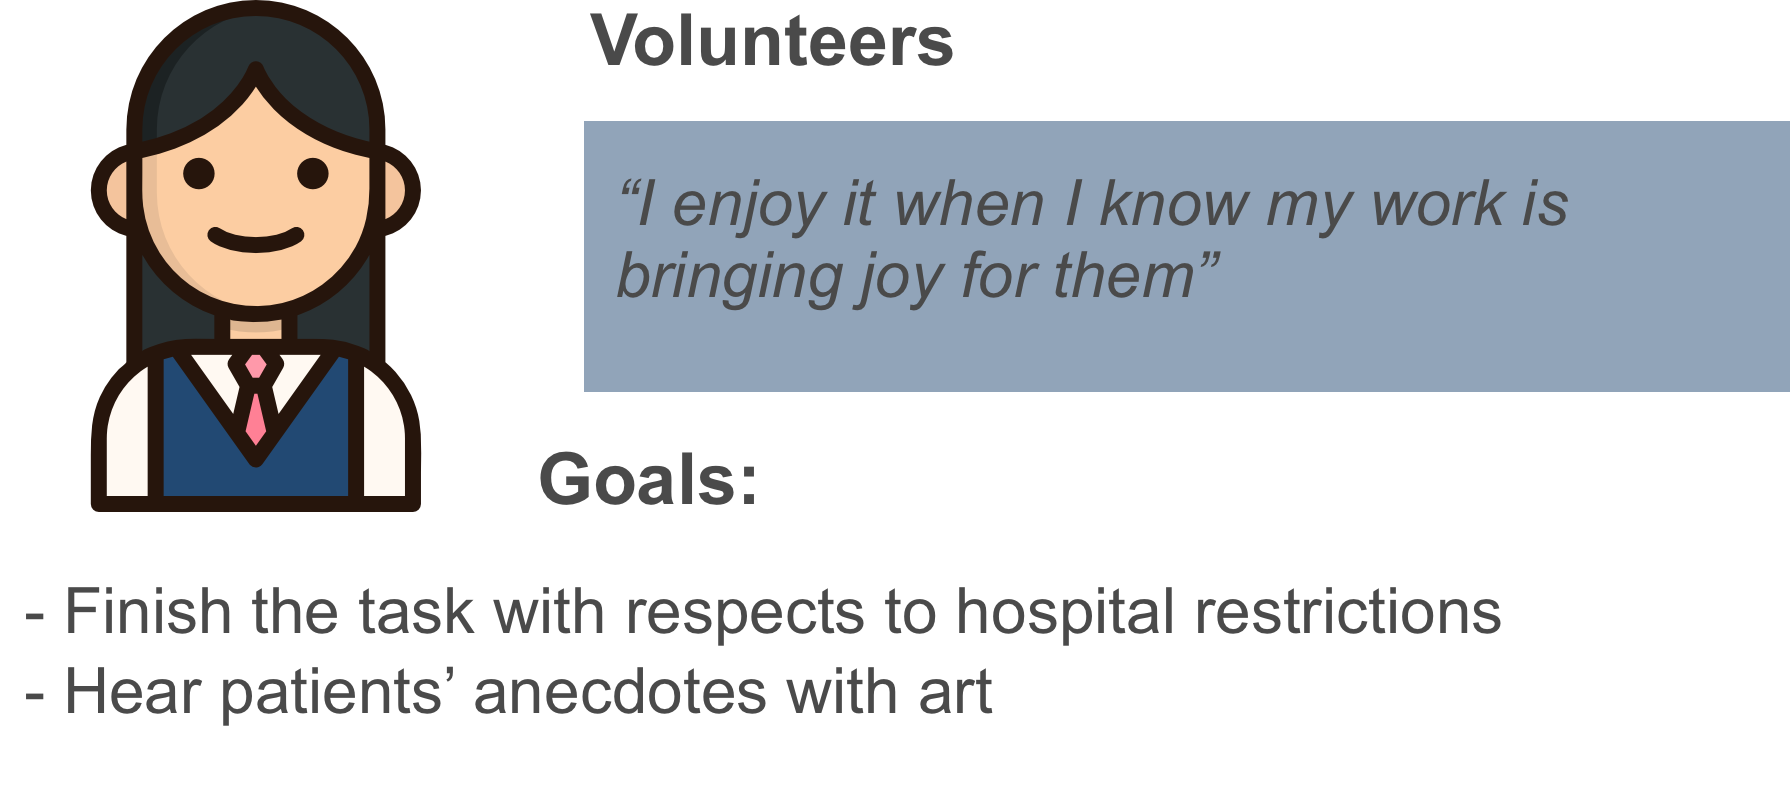 Volunteers
“I enjoy it when I know my work is
bringing joy for them”
Goals:
- Finish the task with respects to hospital restrictions
- Hear patients’ anecdotes with art